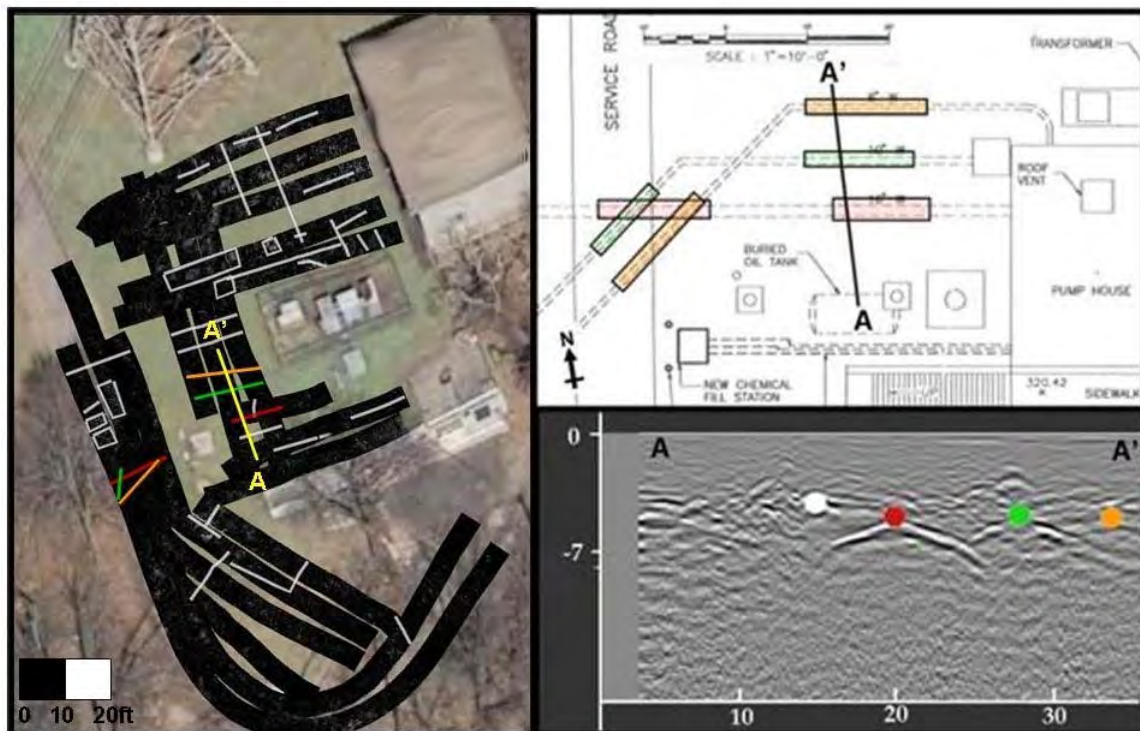 A'
A
0 10 20ft
SCALE : 1"=10'-0"
SERVICE ROAD
A'
TRANSFORMER
ROOF
VENT
BURIED
OIL TANK
A
PUMP HOUSE
N
NEW CHEMICAL
FILL STATION
320.42
SIDEWALK
0
A
A'
-7
10
20
30